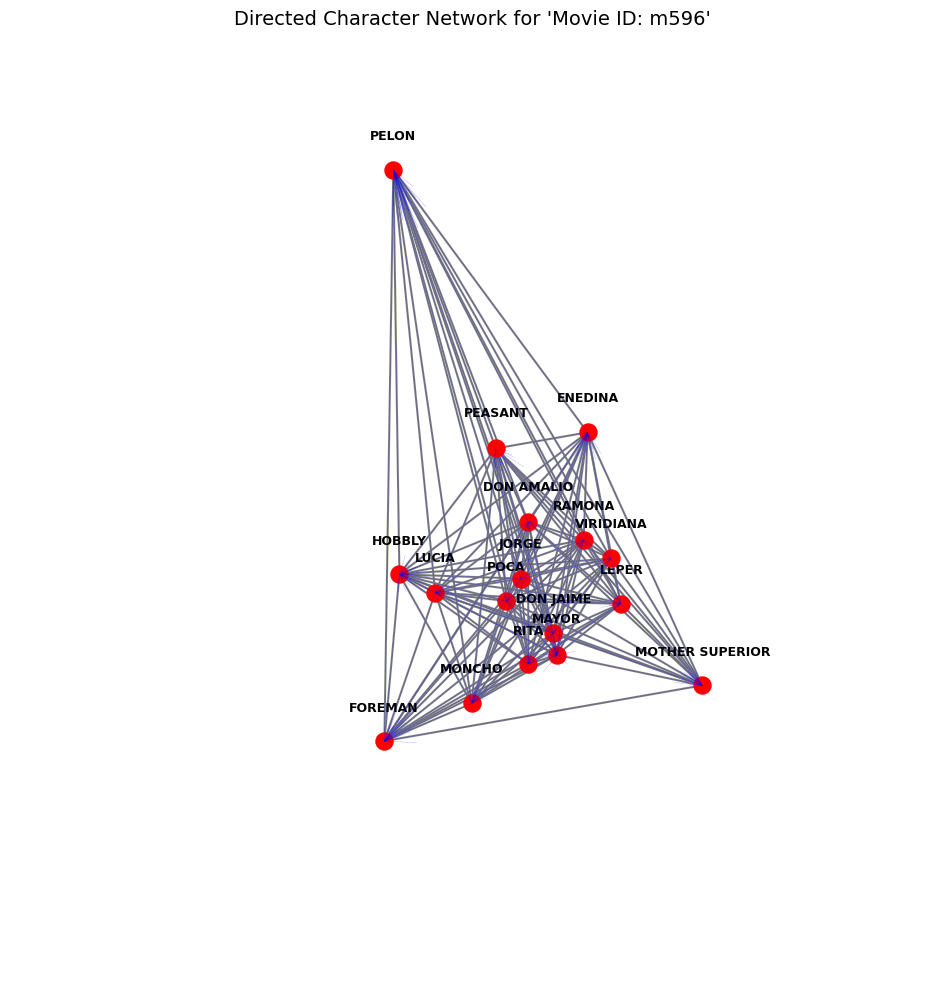 Directed Character Network for 'Movie ID: m596'
PELON
ENEDINA
PEASANT
DON AMALIO
RAMONA
VIRIDIANA
HOBBLY
JORGE
LUCIA
POCA
LEPER
DON JAIME
MAYOR
RITA
MOTHER SUPERIOR
MONCHO
FOREMAN